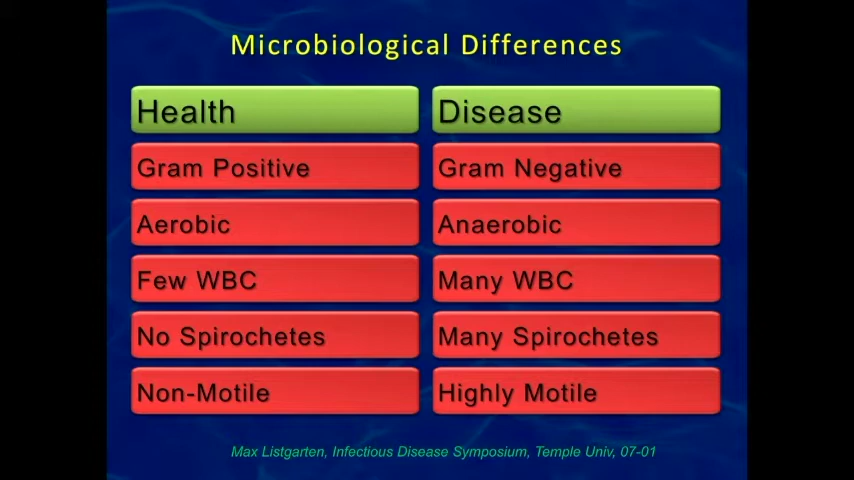 Microbiological Differences
Health Disease
Gram Positive Gram Negative
Aerobic Anaerobic
Few WBC Many WBC
No Spirochetes Many Spirochetes
Non-Motile Highly Motile
Max Listgarten, Infectious Disease Symposium, Temple Univ, 07-01